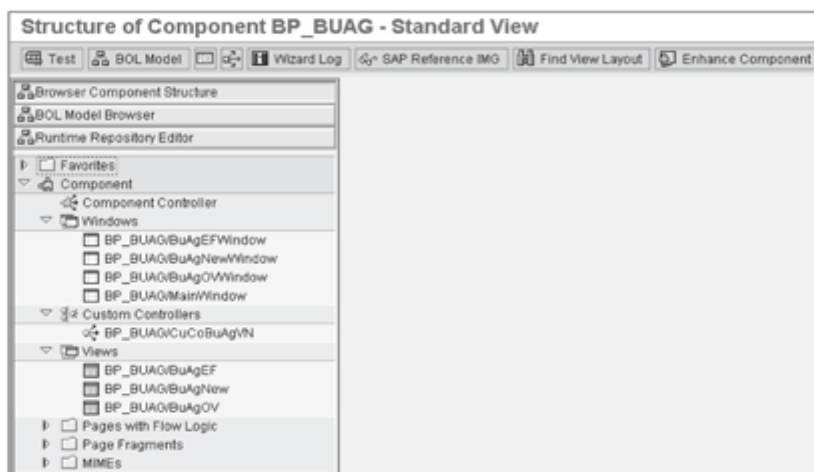 Structure of Component BP_BUAG - Standard View
Test BOL Model Wizard Log SAP Reference IMG Find View Layout Enhance Component
Browser Component Structure
BOL Model Browser
Runtime Repository Editor
Favorites
Component
Component Controller
Windows
BP_BUAG/BuAgEFWindow
BP_BUAG/BuAgNewWindow
BP_BUAG/BuAgOVWindow
BP_BUAG/MainWindow
Custom Controllers
BP_BUAG/CuCoBuAgVN
Views
BP_BUAG/BuAgEF
BP_BUAG/BuAgNew
BP_BUAG/BuAgOV
Pages with Flow Logic
Page Fragments
MIMEs